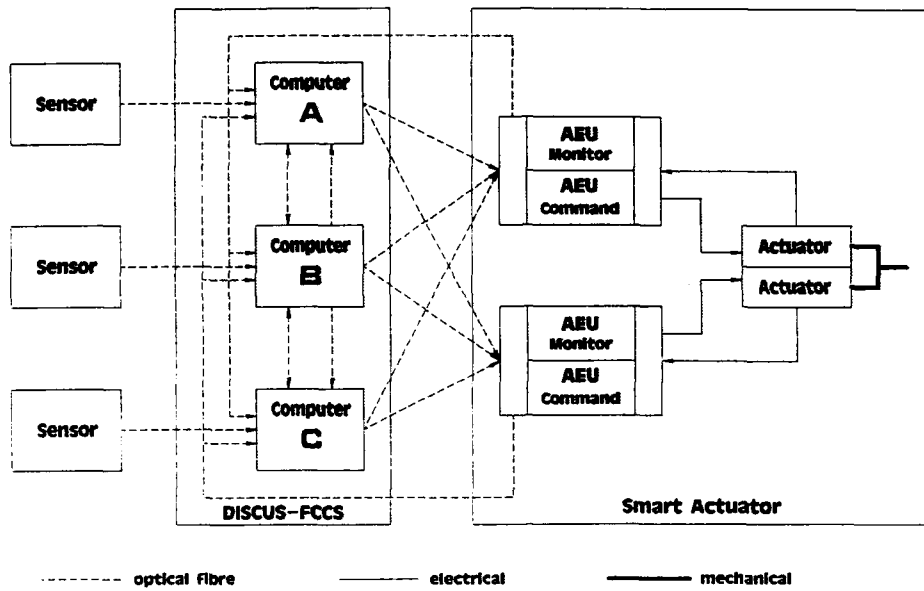 Sensor
Computer
A
AEU
Monitor
AEU
Command
Sensor
Computer
B
Actuator
Actuator
AEU
Monitor
AEU
Command
Sensor
Computer
C
DISCUS-FCCS
Smart Actuator
optical fibre
electrical
mechanical